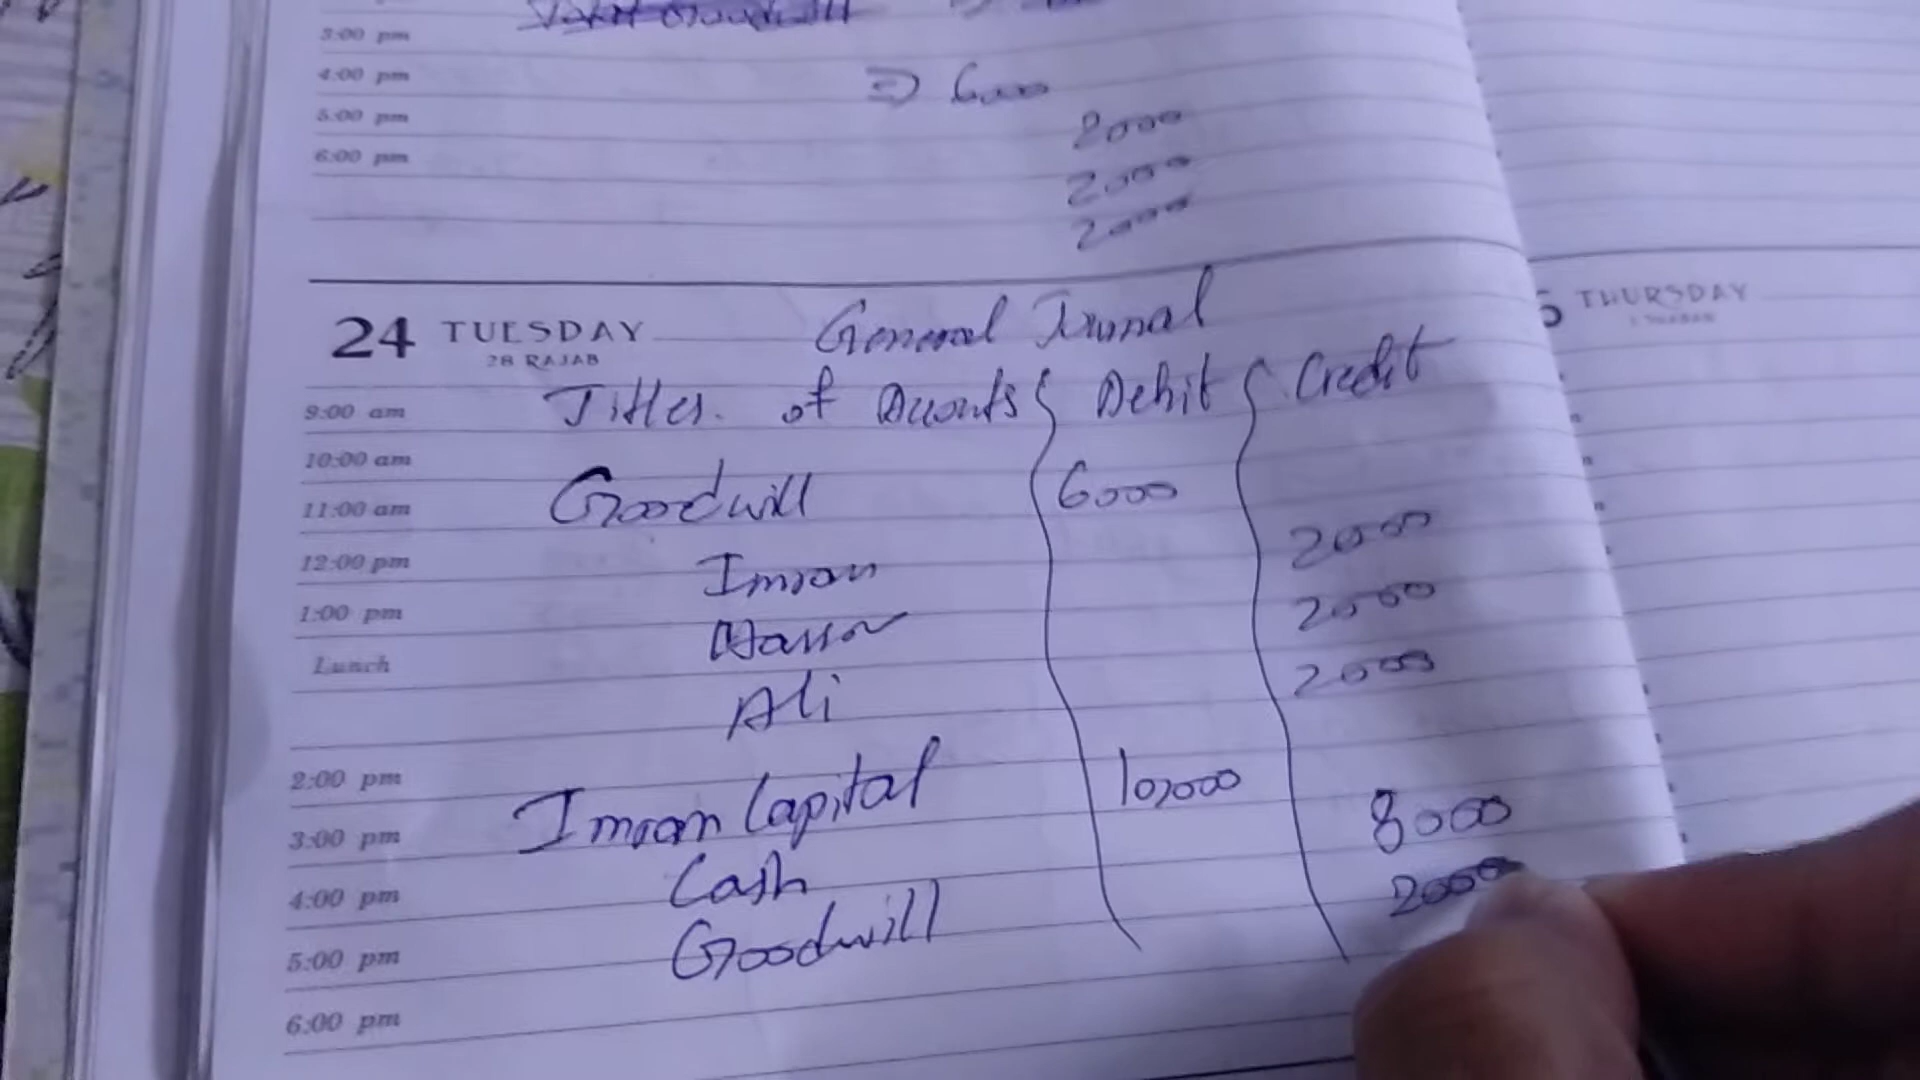 3:00 pm
4:00 pm => 6000
5:00 pm 2000
6:00 pm 2000
2000
24 TUESDAY General Jounal
28 RAJAB
THURSDAY
9:00 am Titles. of Accouts Debit Credit
10:00 am
11:00 am Goodwill 6000
12:00 pm Imran 2000
1:00 pm Hassan 2000
Lunch Ali 2000
2:00 pm
3:00 pm Imran Capital 10,000
4:00 pm Cash 8000
5:00 pm Goodwill 2000
6:00 pm